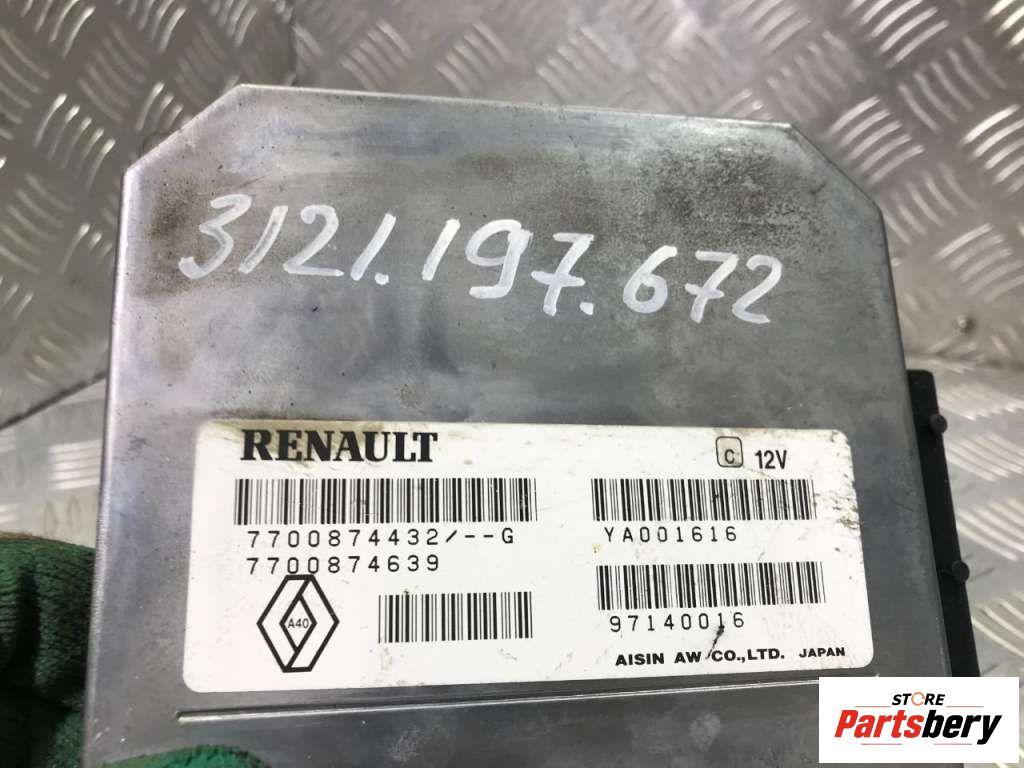 3121.197.672
RENAULT
C 12V
7700874432/--G
YA001616
7700874639
A40
97140016
AISIN AW CO.,LTD. JAPAN
STORE
Partsbery